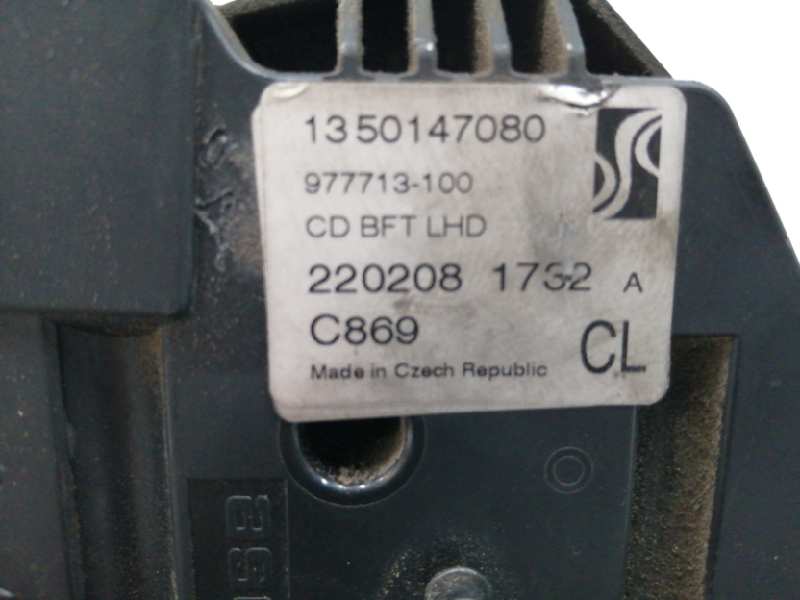 1350147080
977713-100
CD BFT LHD
220208 1732 A
C869
CL
Made in Czech Republic